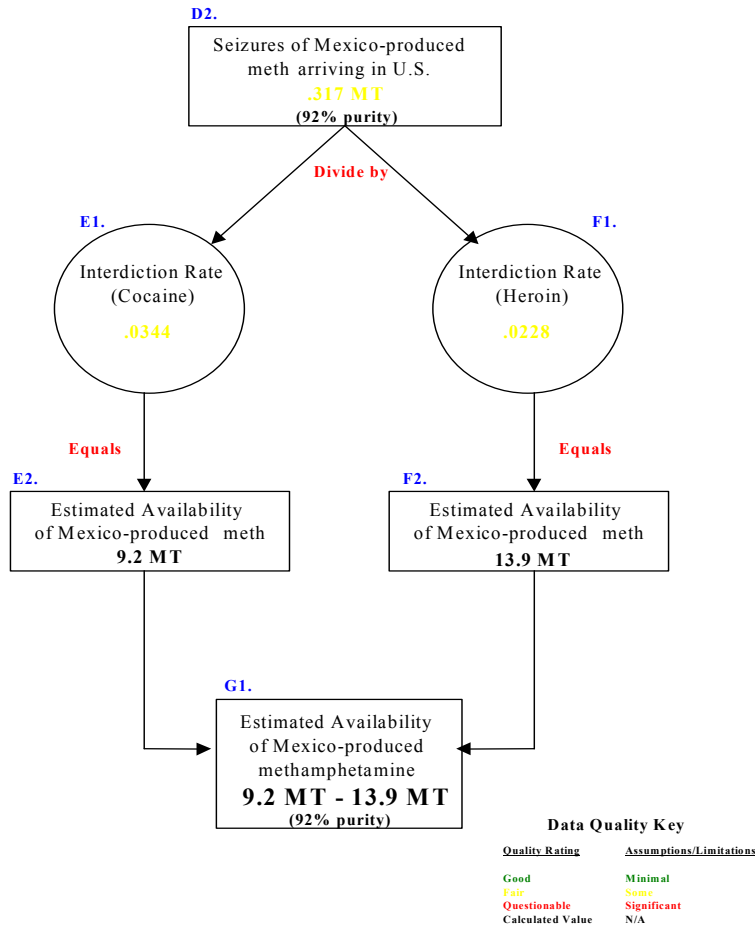 D2.
Seizures of Mexico-produced
meth arriving in U.S.
.317 MT
(92% purity)
Divide by
E1.
Interdiction Rate
(Cocaine)
.0344
F1.
Interdiction Rate
(Heroin)
.0228
Equals
Equals
E2.
Estimated Availability
of Mexico-produced meth
9.2 MT
F2.
Estimated Availability
of Mexico-produced meth
13.9 MT
G1.
Estimated Availability
of Mexico-produced
methamphetamine
9.2 MT - 13.9 MT
(92% purity)
Data Quality Key
Quality Rating Assumptions/Limitations
Good Minimal
Fair Some
Questionable Significant
Calculated Value N/A